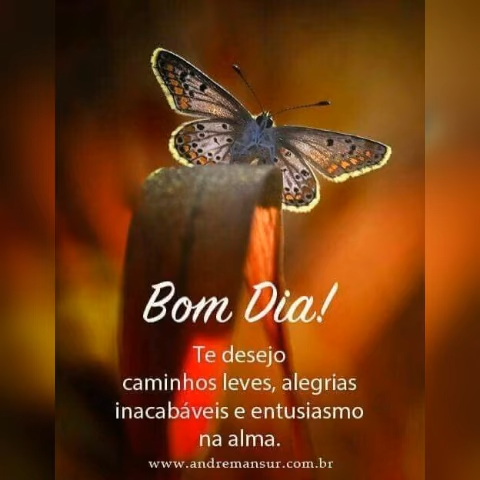 Bom Dia!
Te desejo
caminhos leves, alegrias
inacabáveis e entusiasmo
na alma.
www.andremansur.com.br